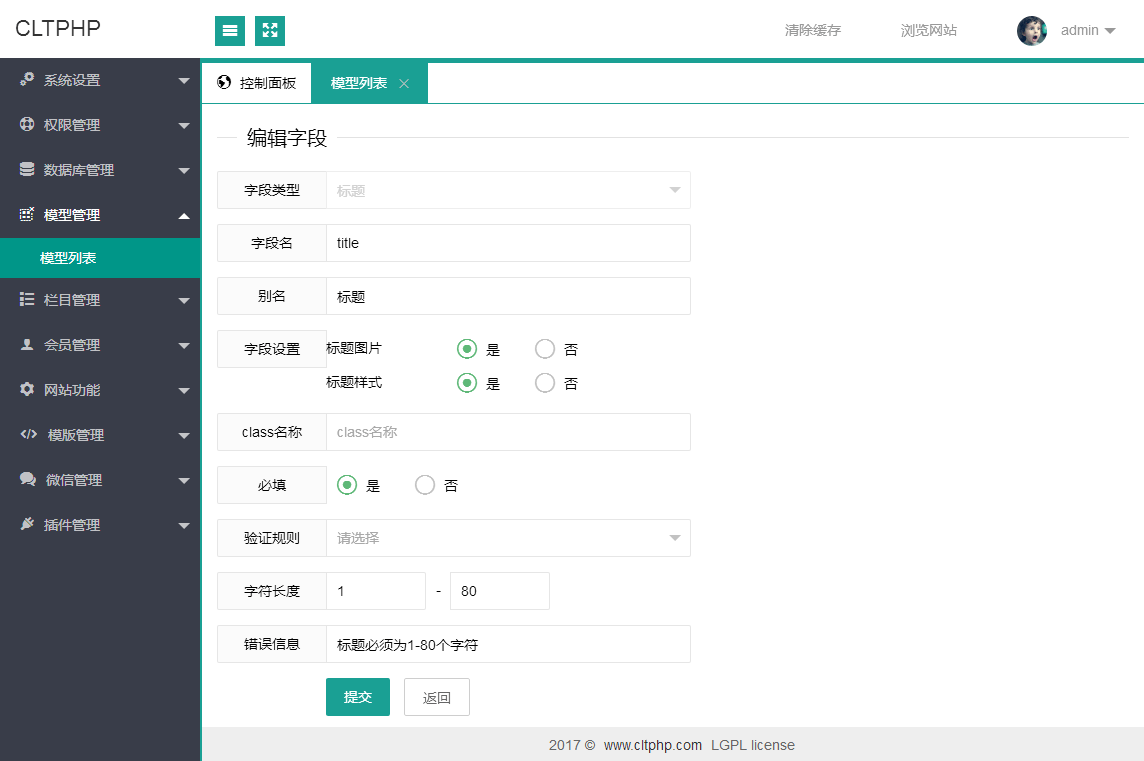 CLTPHP
清除缓存 浏览网站 admin
系统设置
权限管理
数据库管理
模型管理
模型列表
栏目管理
会员管理
网站功能
模版管理
微信管理
插件管理
控制面板 模型列表
编辑字段
字段类型 标题
字段名 title
别名 标题
字段设置 标题图片 是 否
标题样式 是 否
class名称 class名称
必填 是 否
验证规则 请选择
字符长度 1 - 80
错误信息 标题必须为1-80个字符
提交 返回
2017 © www.cltphp.com LGPL license